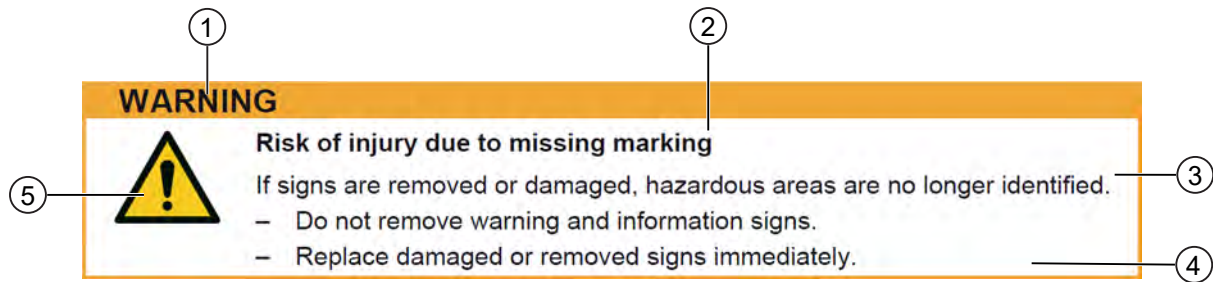 1 2
WARNING
Risk of injury due to missing marking
If signs are removed or damaged, hazardous areas are no longer identified. 3
5
– Do not remove warning and information signs.
– Replace damaged or removed signs immediately.
4